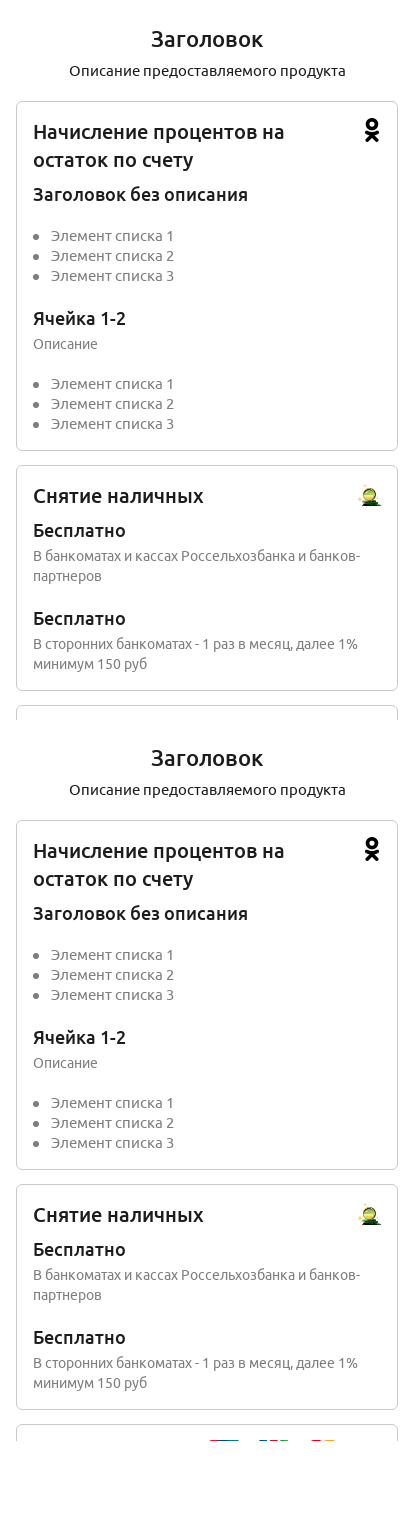 Заголовок
Описание предоставляемого продукта
Начисление процентов на
остаток по счету
Заголовок без описания
Элемент списка 1
Элемент списка 2
Элемент списка 3
Ячейка 1-2
Описание
Элемент списка 1
Элемент списка 2
Элемент списка 3
Снятие наличных
Бесплатно
В банкоматах и кассах Россельхозбанка и банков-
партнеров
Бесплатно
В сторонних банкоматах - 1 раз в месяц, далее 1%
минимум 150 руб
Заголовок
Описание предоставляемого продукта
Начисление процентов на
остаток по счету
Заголовок без описания
Элемент списка 1
Элемент списка 2
Элемент списка 3
Ячейка 1-2
Описание
Элемент списка 1
Элемент списка 2
Элемент списка 3
Снятие наличных
Бесплатно
В банкоматах и кассах Россельхозбанка и банков-
партнеров
Бесплатно
В сторонних банкоматах - 1 раз в месяц, далее 1%
минимум 150 руб